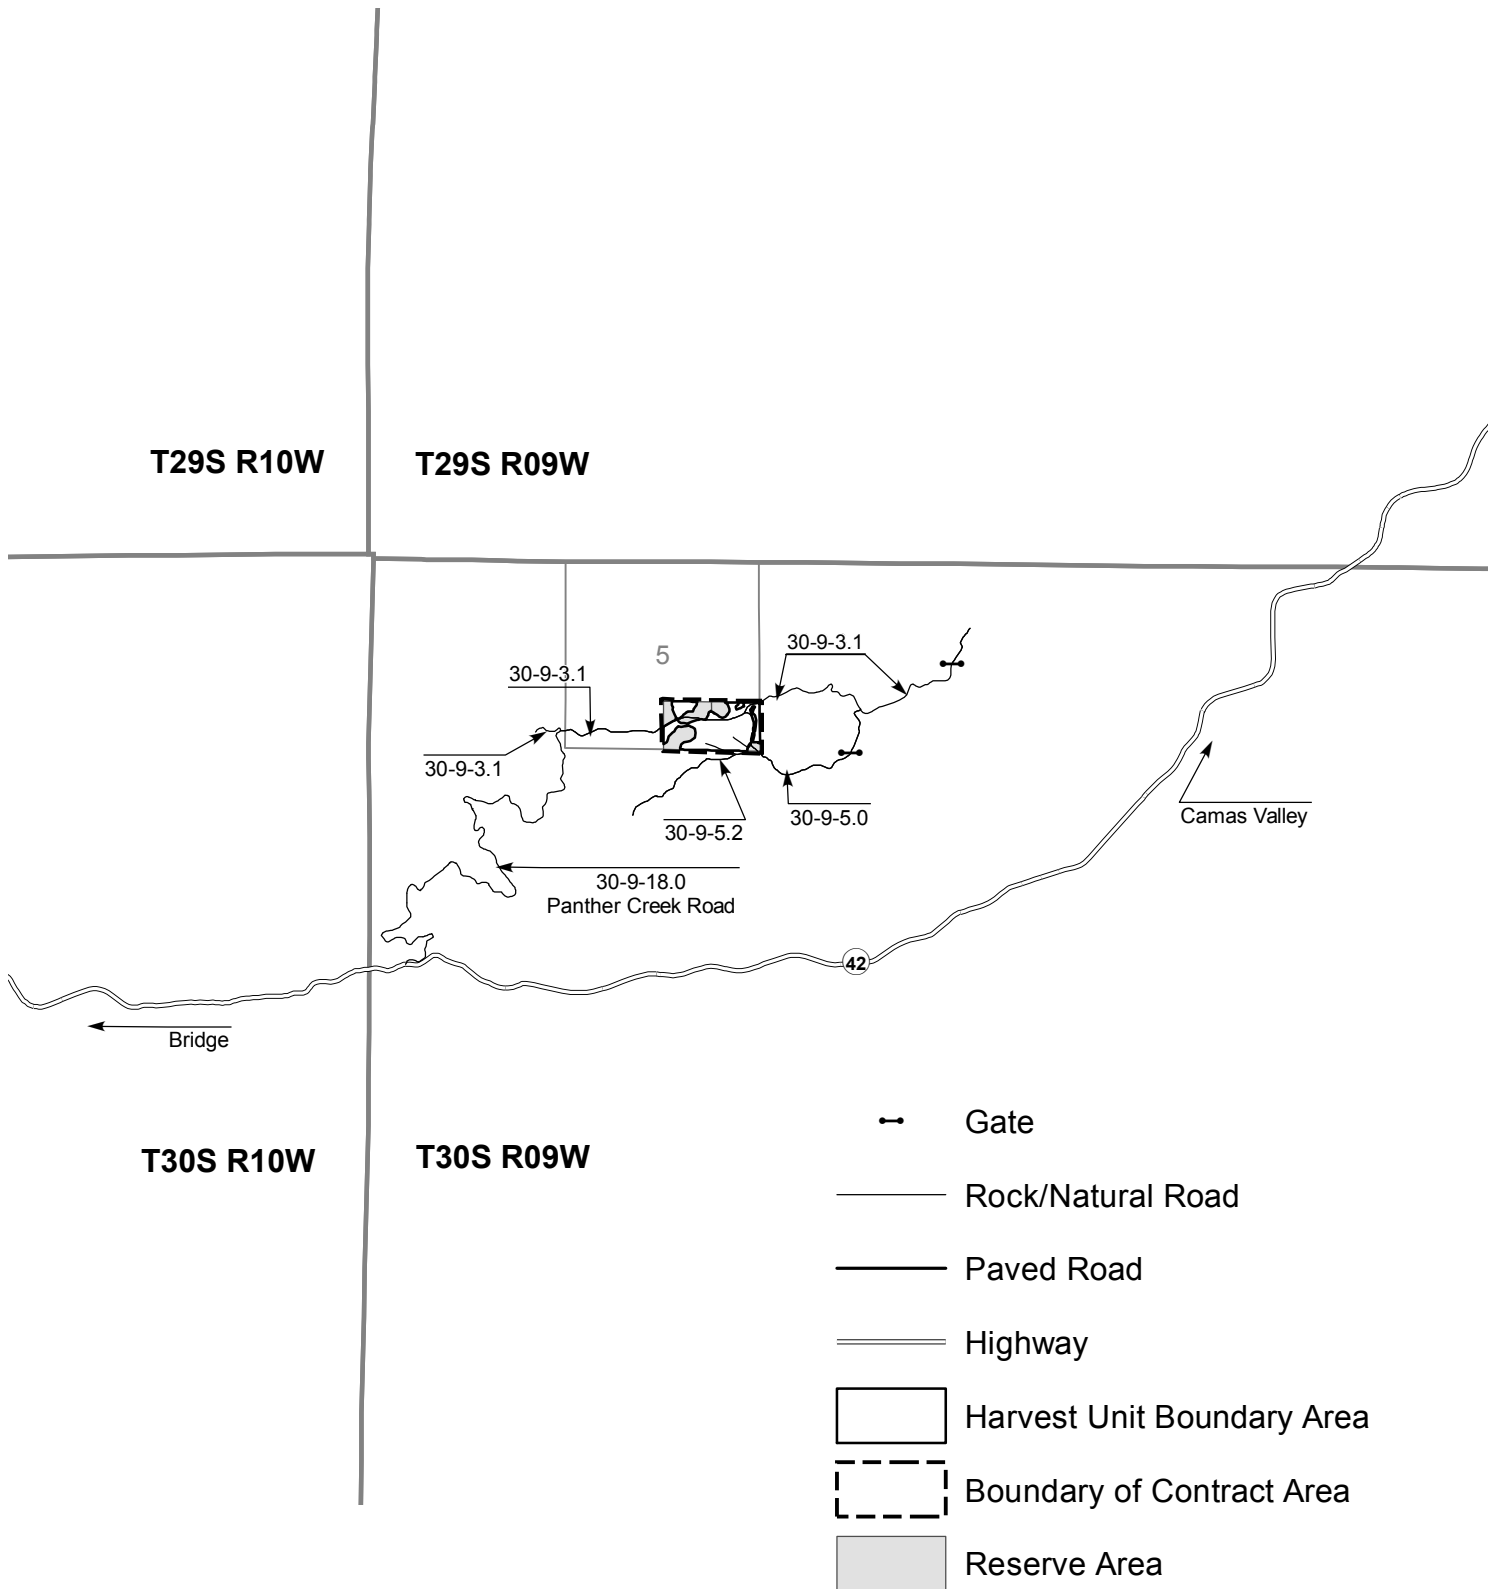 T29S R10W
T29S R09W
5
30-9-3.1
30-9-3.1
30-9-3.1
30-9-5.2
30-9-5.0
Camas Valley
30-9-18.0
Panther Creek Road
42
Bridge
T30S R10W
T30S R09W
Gate
Rock/Natural Road
Paved Road
Highway
Harvest Unit Boundary Area
Boundary of Contract Area
Reserve Area